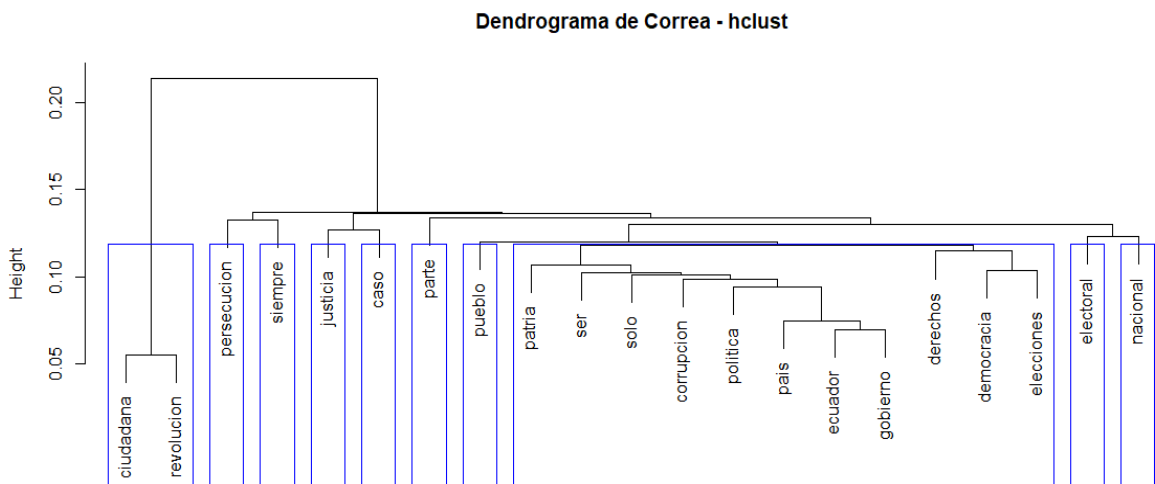 Dendrograma de Correa - hclust
Height
0.20
0.15
0.10
0.05
ciudadana
revolucion
persecucion
siempre
justicia
caso
parte
pueblo
patria
ser
solo
corrupcion
politica
pais
ecuador
gobierno
derechos
democracia
elecciones
electoral
nacional